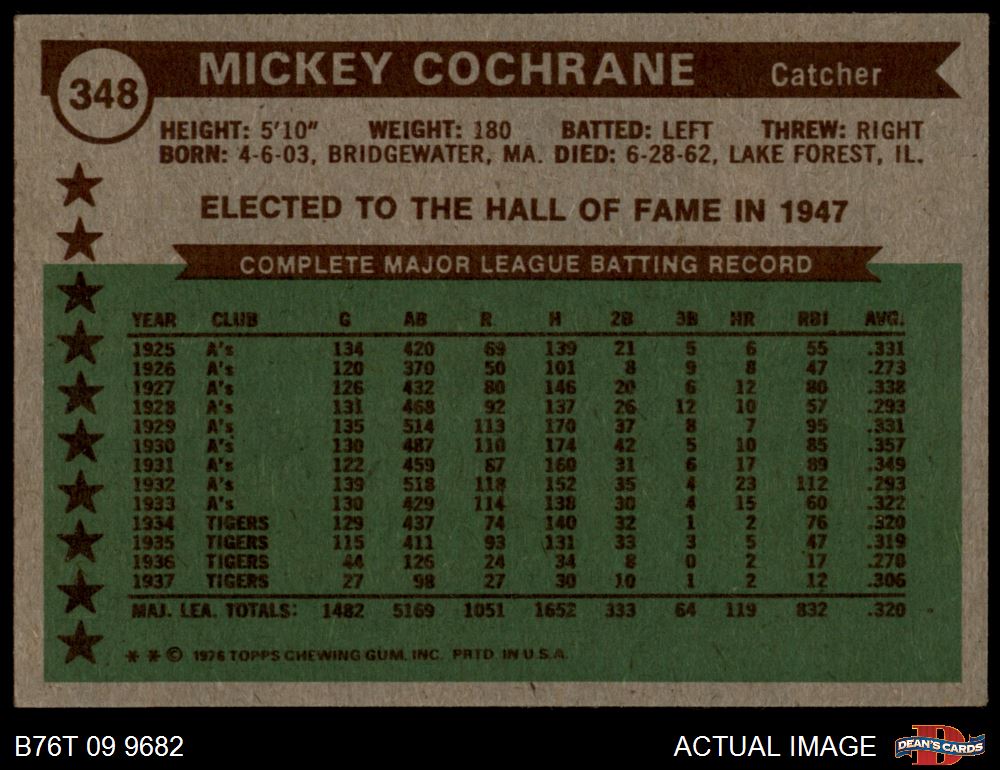 348
MICKEY COCHRANE Catcher
HEIGHT: 5'10" WEIGHT: 180 BATTED: LEFT THREW: RIGHT
BORN: 4-6-03, BRIDGEWATER, MA. DIED: 6-28-62, LAKE FOREST, IL.
ELECTED TO THE HALL OF FAME IN 1947
COMPLETE MAJOR LEAGUE BATTING RECORD
YEAR CLUB G AB R H 2B 3B HR RBI AVG.
1925 A's 134 420 69 139 21 5 6 55 .331
1926 A's 120 370 50 101 8 9 8 47 .273
1927 A's 126 432 80 146 20 6 12 80 .338
1928 A's 131 468 92 137 26 12 10 57 .293
1929 A's 135 514 113 170 37 8 7 95 .331
1930 A's 130 487 110 174 42 5 10 85 .357
1931 A's 122 459 87 160 31 6 17 89 .349
1932 A's 139 518 118 152 35 4 23 112 .293
1933 A's 130 429 114 138 30 4 15 60 .322
1934 TIGERS 129 437 74 140 32 1 2 76 .320
1935 TIGERS 115 411 93 131 33 3 5 47 .319
1936 TIGERS 44 126 24 34 8 0 2 17 .270
1937 TIGERS 27 98 27 30 10 1 2 12 .306
MAJ. LEA. TOTALS: 1482 5169 1051 1652 333 64 119 832 .320
* * © 1976 TOPPS CHEWING GUM, INC. PRTD. IN U.S.A.
B76T 09 9682 ACTUAL IMAGE DEAN'S CARDS